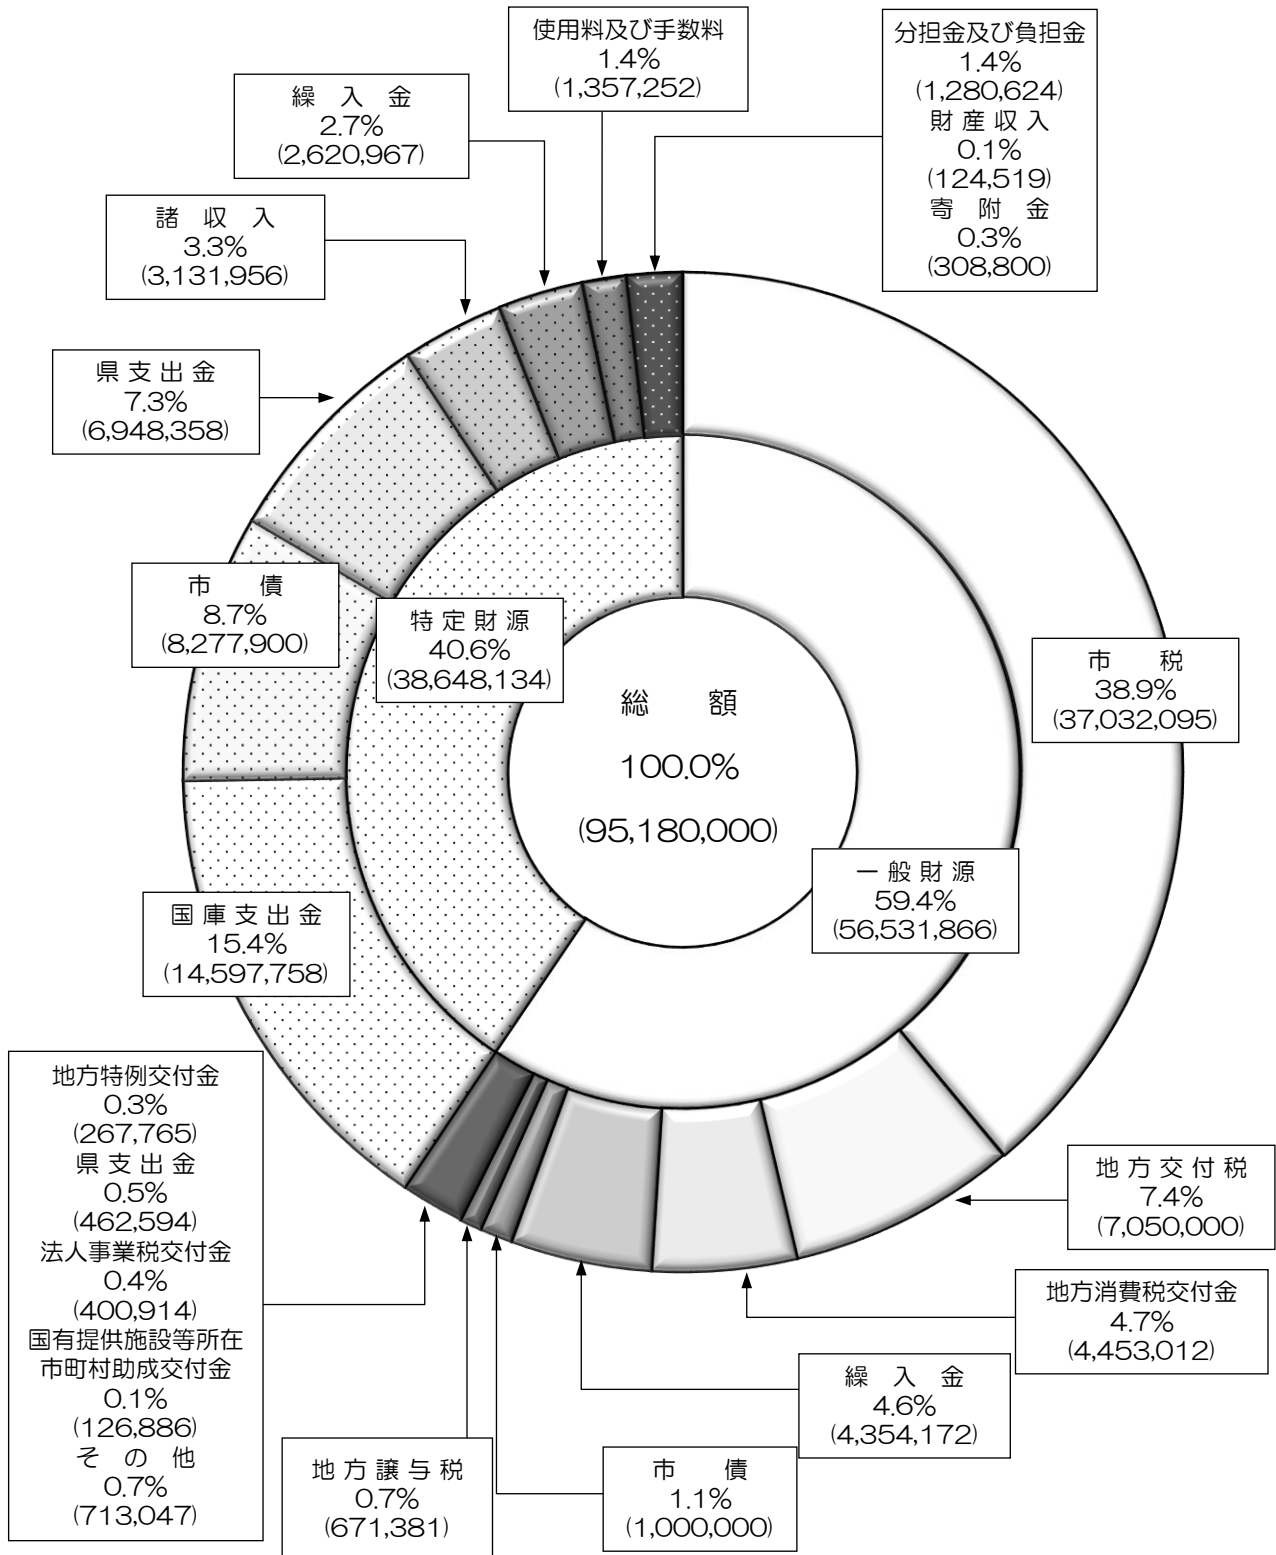 使用料及び手数料
1.4%
(1,357,252)
分担金及び負担金
1.4%
(1,280,624)
財産収入
0.1%
(124,519)
寄附金
0.3%
(308,800)
繰入金
2.7%
(2,620,967)
諸収入
3.3%
(3,131,956)
県支出金
7.3%
(6,948,358)
市債
8.7%
(8,277,900)
特定財源
40.6%
(38,648,134)
総額
100.0%
(95,180,000)
市税
38.9%
(37,032,095)
一般財源
59.4%
(56,531,866)
国庫支出金
15.4%
(14,597,758)
地方特例交付金
0.3%
(267,765)
県支出金
0.5%
(462,594)
法人事業税交付金
0.4%
(400,914)
国有提供施設等所在
市町村助成交付金
0.1%
(126,886)
その他
0.7%
(713,047)
地方譲与税
0.7%
(671,381)
市債
1.1%
(1,000,000)
繰入金
4.6%
(4,354,172)
地方消費税交付金
4.7%
(4,453,012)
地方交付税
7.4%
(7,050,000)